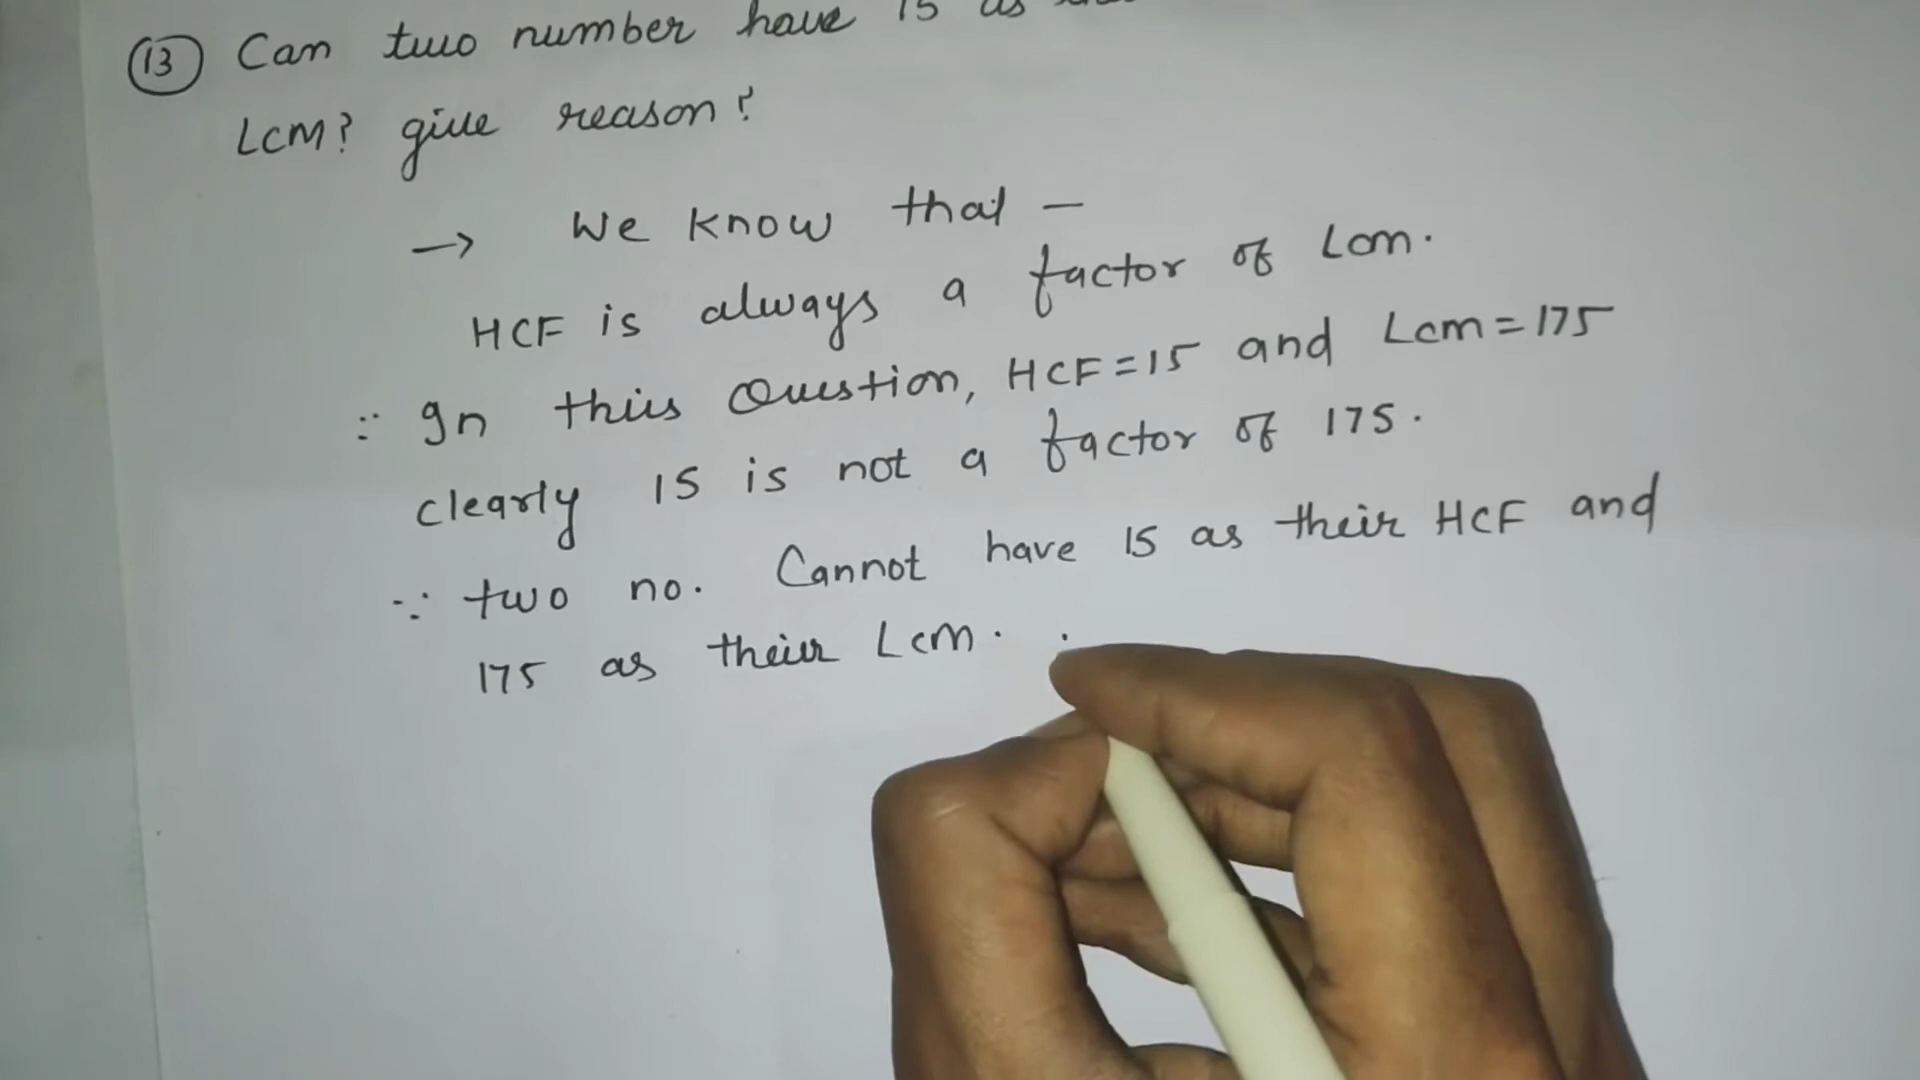 (13) Can two number have 15 as
LCM? give reason?
→ We know that —
HCF is always a factor of Lcm.
∵ In this Question, HCF=15 and Lcm=175
clearly 15 is not a factor of 175.
∵ two no. Cannot have 15 as their HCF and
175 as their Lcm.